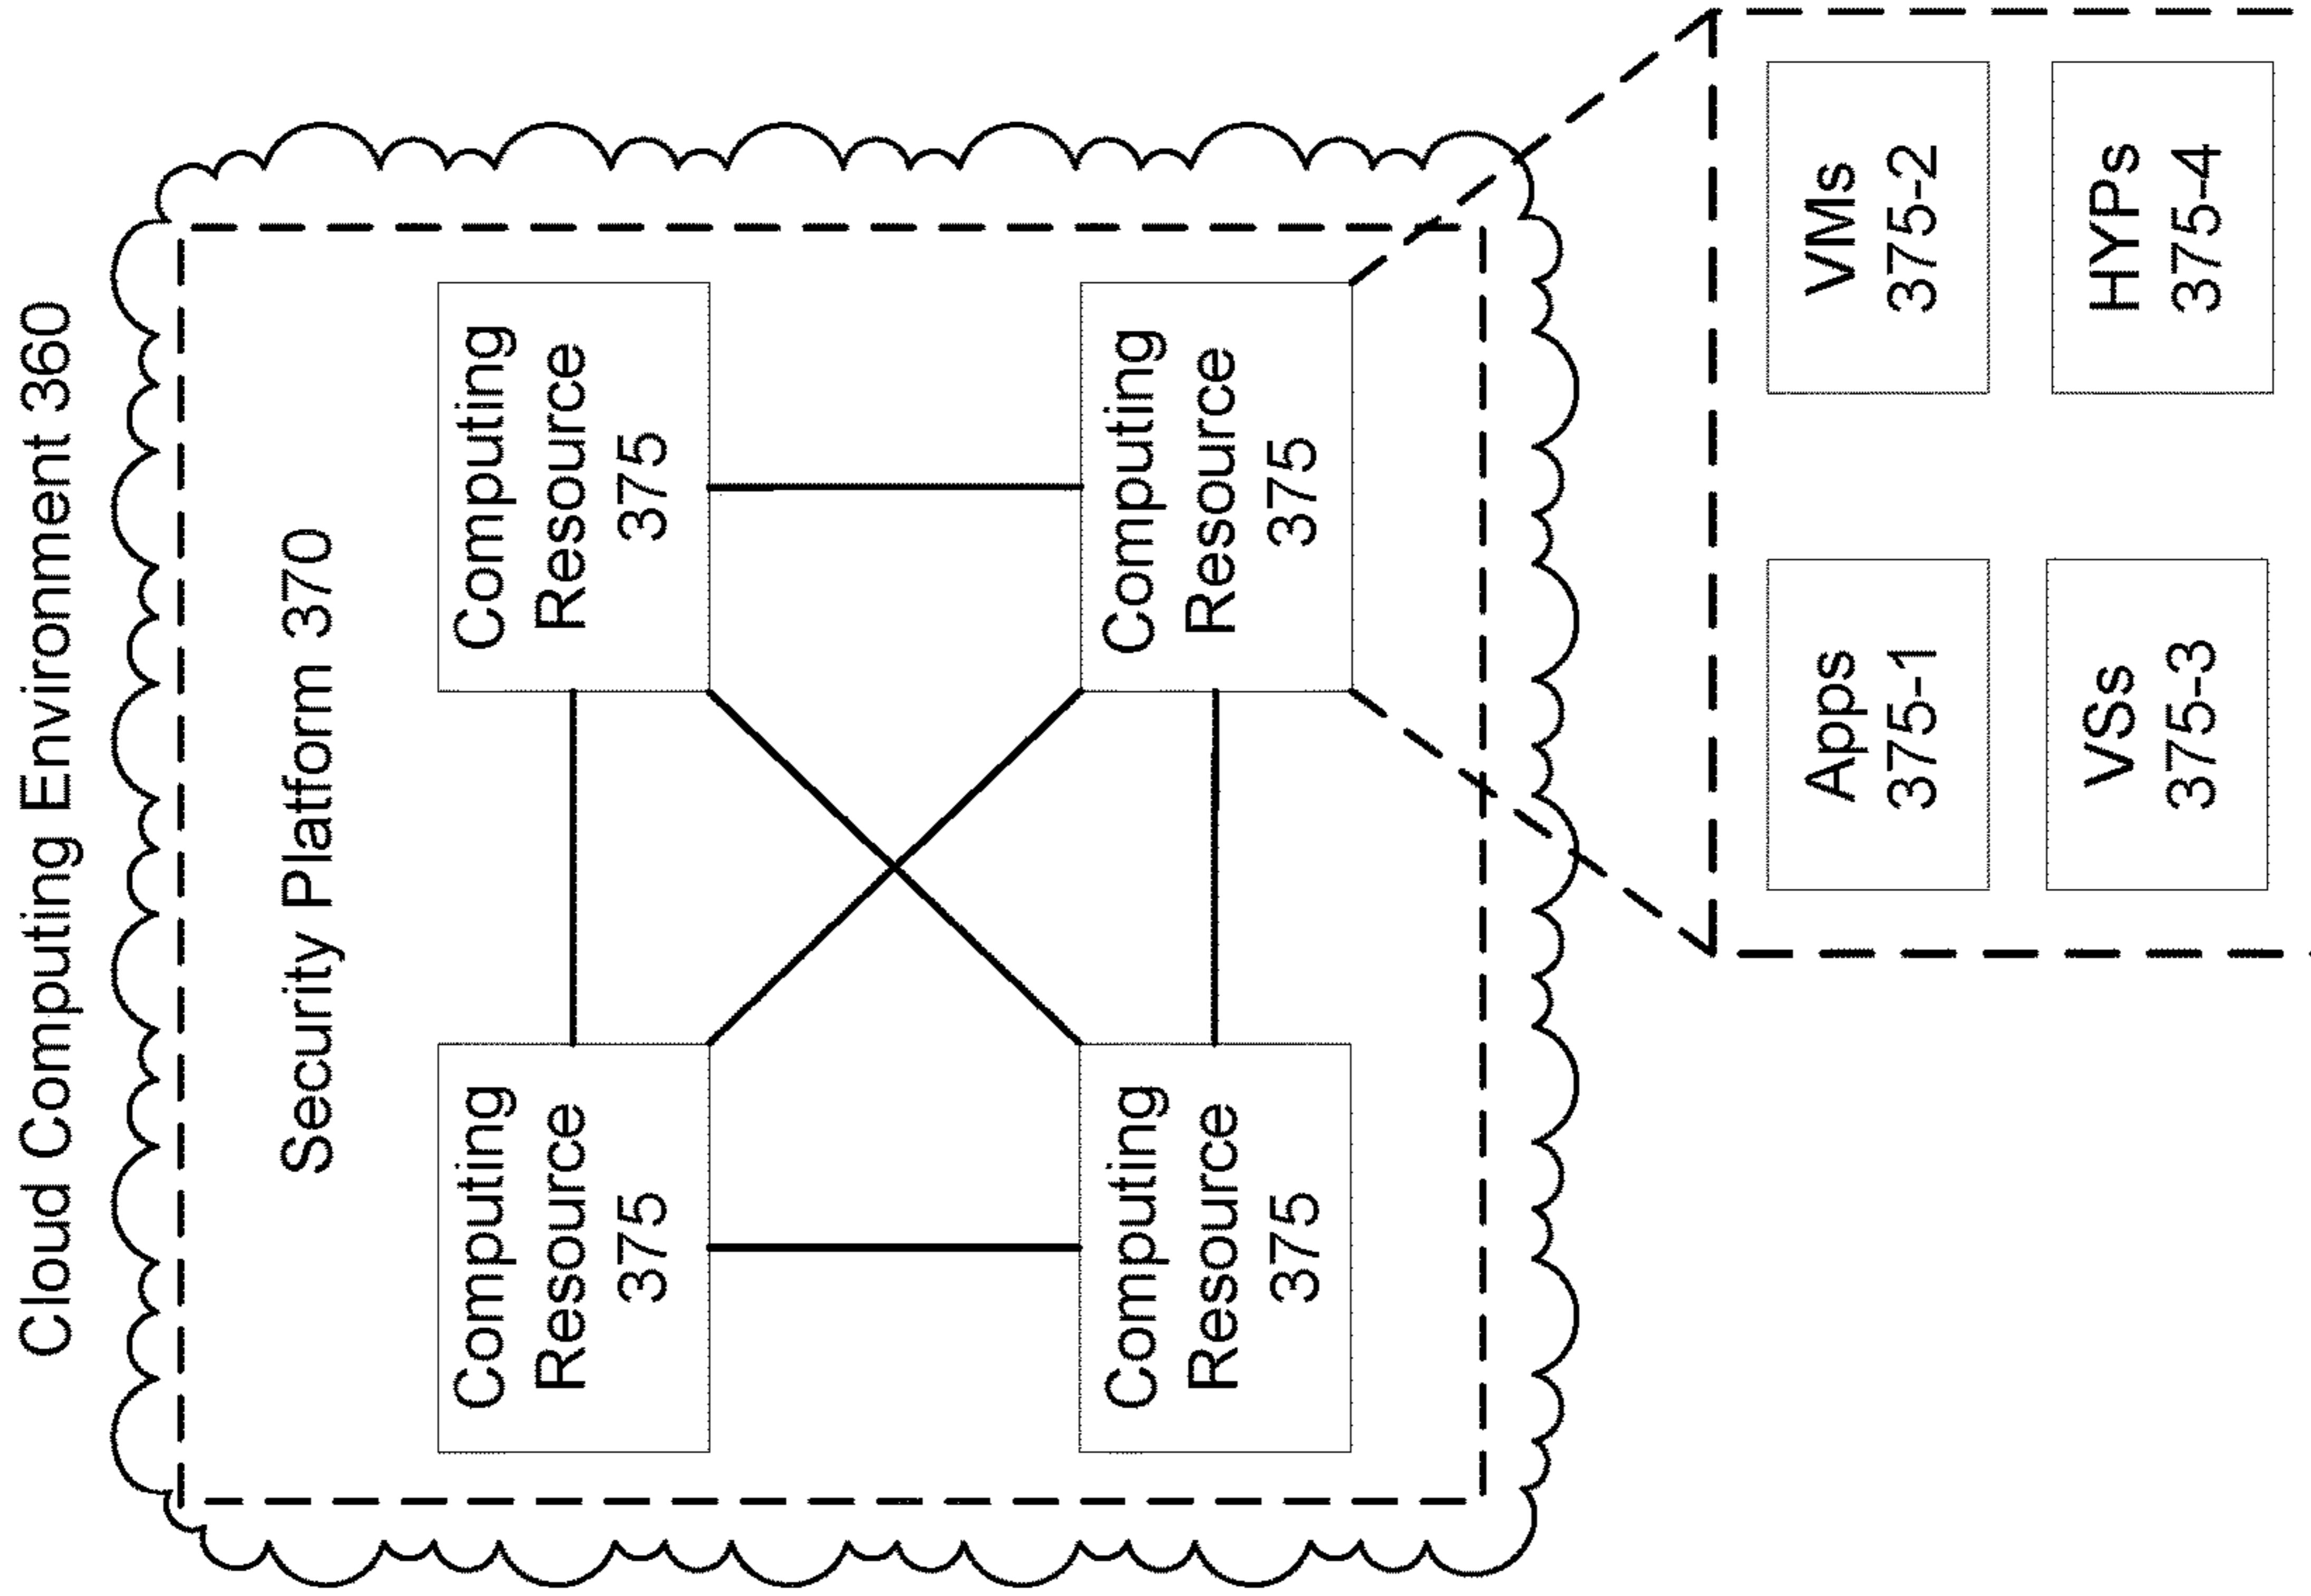 Cloud Computing Environment 360
Security Platform 370
Computing
Resource
375
Computing
Resource
375
Computing
Resource
375
Computing
Resource
375
Apps
375-1
VMs
375-2
VSs
375-3
HYPs
375-4